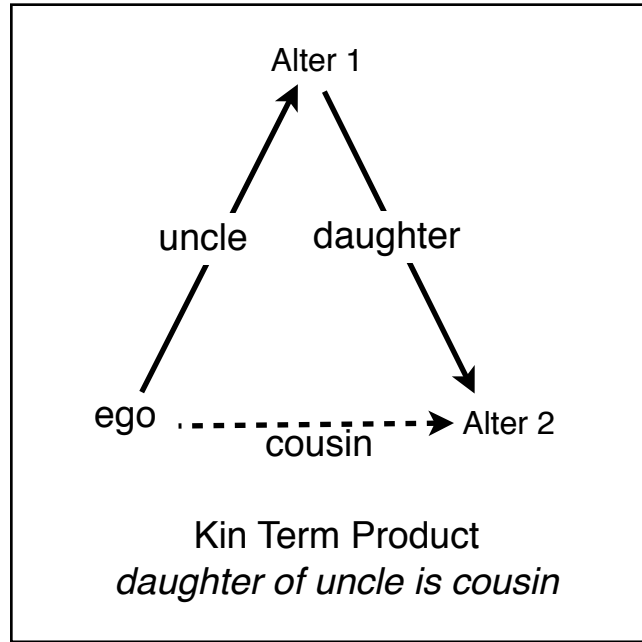 Alter 1
uncle
daughter
ego
Alter 2
cousin
Kin Term Product
daughter of uncle is cousin